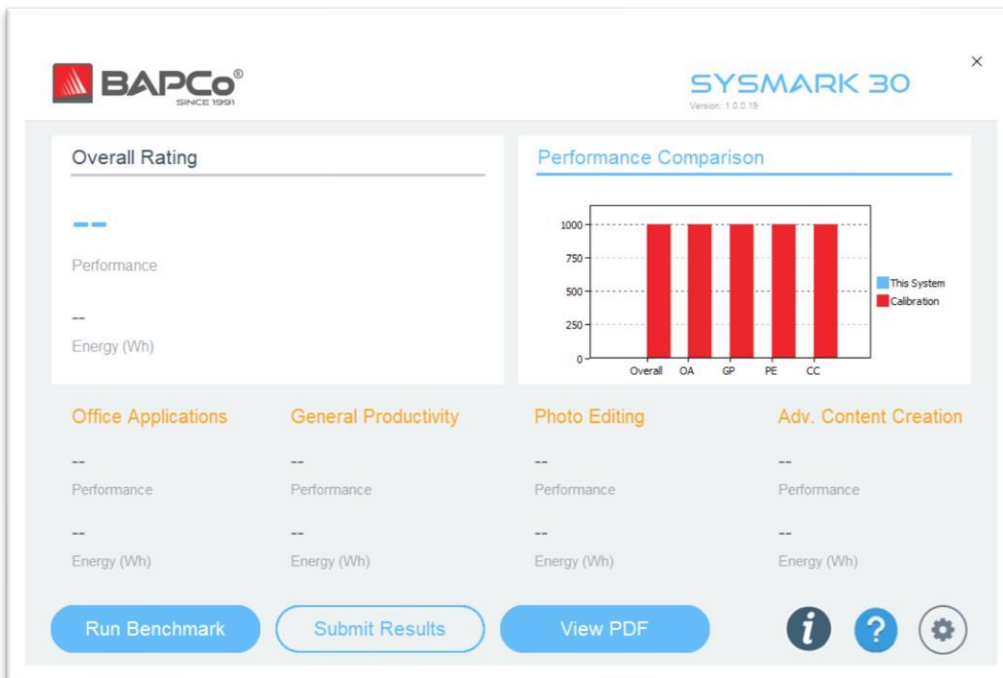 BAPCo®
SINCE 1991
SYSMARK 30
Version: 1.0.0.19
×
Overall Rating
--
Performance
--
Energy (Wh)
Performance Comparison
1000
750
500
250
0
Overall OA GP PE CC
This System
Calibration
Office Applications
--
Performance
--
Energy (Wh)
General Productivity
--
Performance
--
Energy (Wh)
Photo Editing
--
Performance
--
Energy (Wh)
Adv. Content Creation
--
Performance
--
Energy (Wh)
Run Benchmark
Submit Results
View PDF
i
?